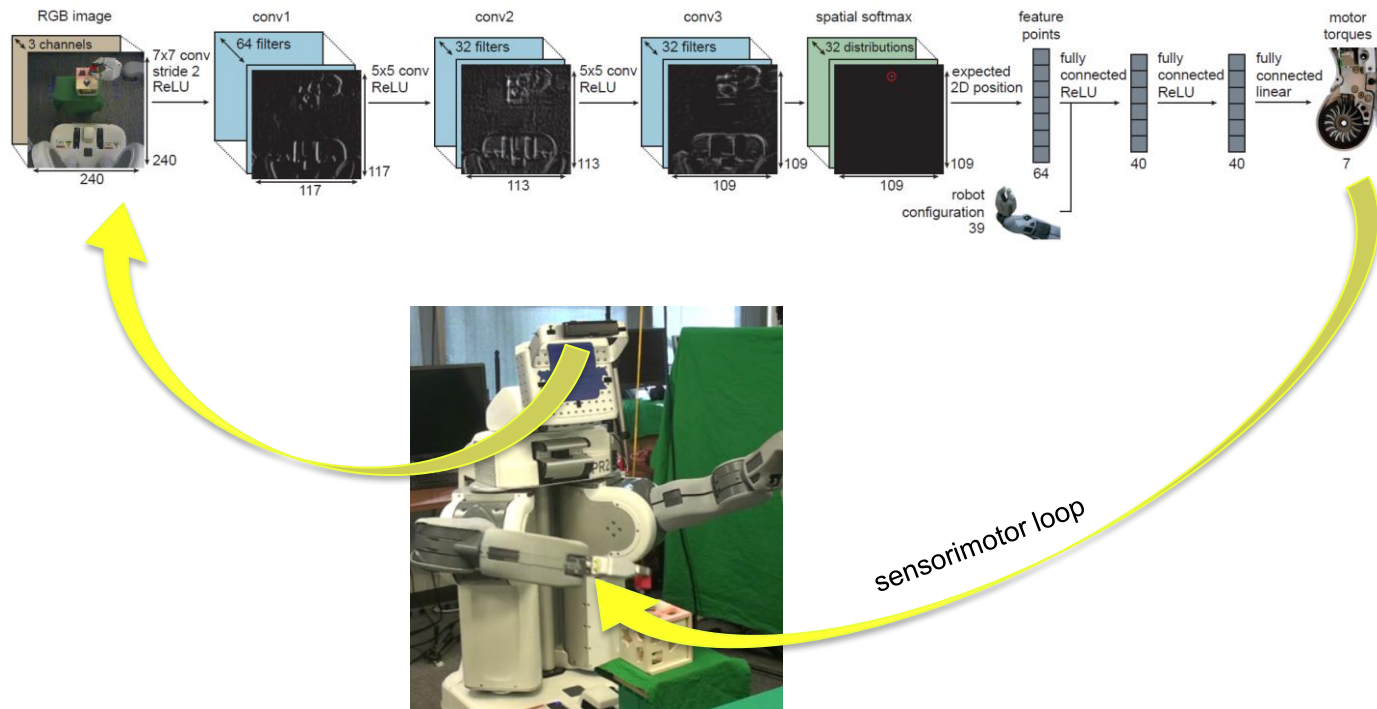 RGB image
3 channels
240
240
7x7 conv
stride 2
ReLU
conv1
64 filters
117
117
5x5 conv
ReLU
conv2
32 filters
113
113
5x5 conv
ReLU
conv3
32 filters
109
109
spatial softmax
32 distributions
109
109
expected
2D position
feature
points
64
robot
configuration
39
fully
connected
ReLU
40
fully
connected
ReLU
40
fully
connected
linear
motor
torques
7
PR2
sensorimotor loop